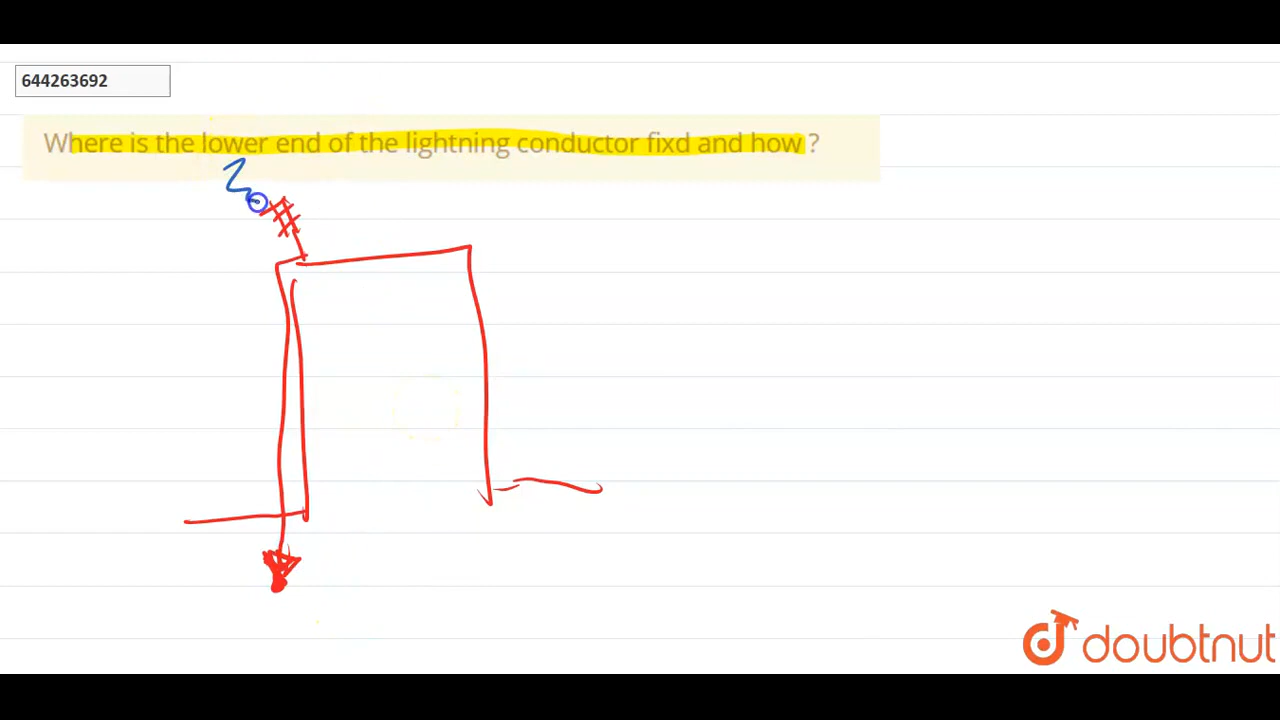 644263692
Where is the lower end of the lightning conductor fixd and how ?
doubtnut